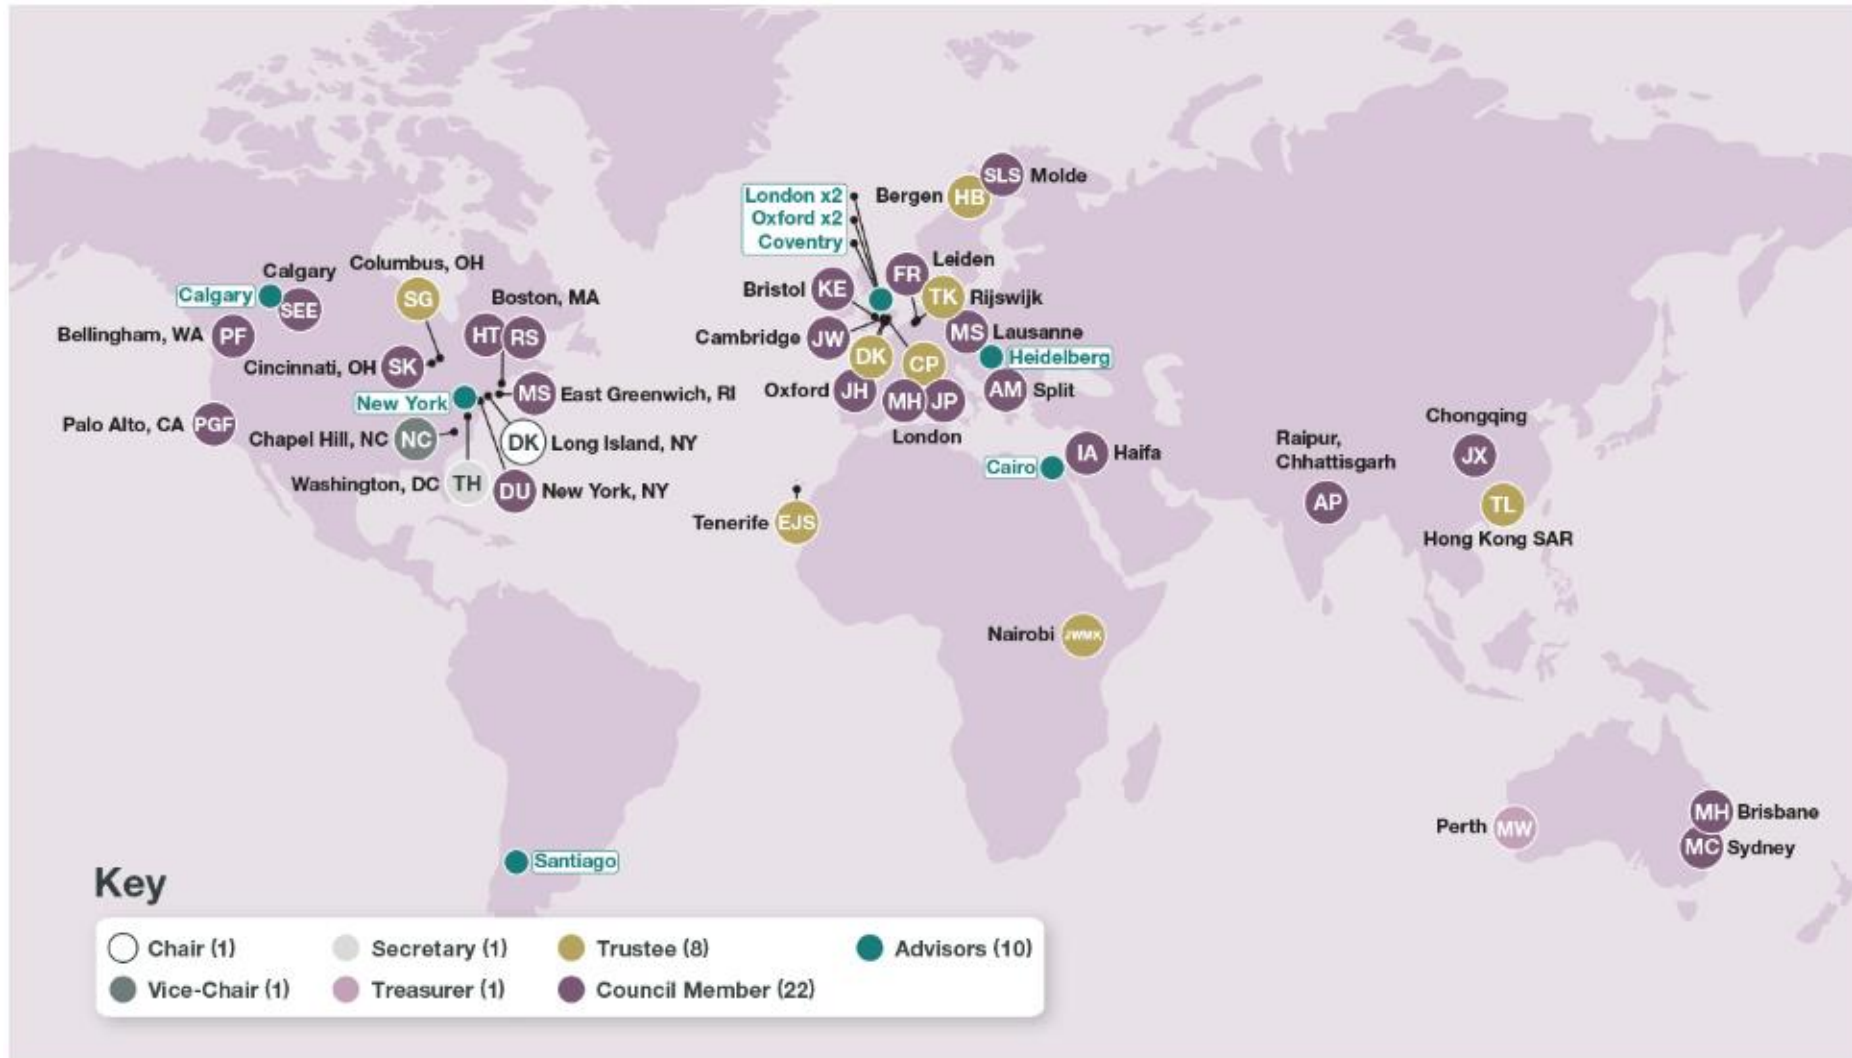 SLS Molde
Bergen HB
London x2
Oxford x2
Coventry
Leiden
FR
Columbus, OH
Calgary
Calgary
SEE
SG
Boston, MA
Bristol KE
TK Rijswijk
Bellingham, WA PF
HT RS
Cambridge JW
MS Lausanne
DK
CP
Heidelberg
Cincinnati, OH SK
MS East Greenwich, RI
Oxford JH
MH JP
AM Split
New York
London
Palo Alto, CA PGF
Chapel Hill, NC NC
DK Long Island, NY
Chongqing
Raipur,
Chhattisgarh
JX
IA Haifa
Cairo
Washington, DC TH
DU New York, NY
AP
TL
Hong Kong SAR
Tenerife EJS
Nairobi JWMK
MH Brisbane
Perth MW
MC Sydney
Santiago
Key
Chair (1) Secretary (1) Trustee (8) Advisors (10)
Vice-Chair (1) Treasurer (1) Council Member (22)